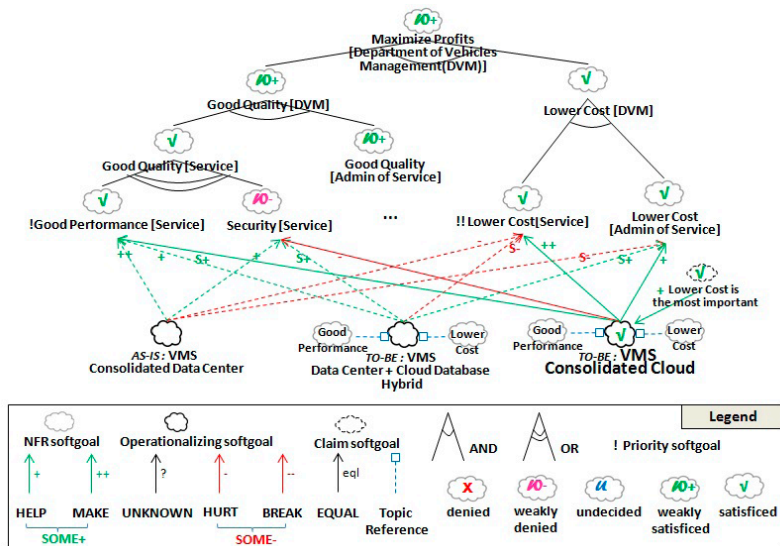 W+
Maximize Profits
[Department of Vehicles
Management(DVM)]
W+
√
Good Quality [DVM]
Lower Cost [DVM]
√
W+
Good Quality [Service]
Good Quality
[Admin of Service]
√
W-
...
√
√
!Good Performance [Service]
Security [Service]
!! Lower Cost[Service]
Lower Cost
[Admin of Service]
++
+
S+
+
S+
-
-
S-
++
S-
S+
+
√
+ Lower Cost is
the most important
Good
Performance
Lower
Cost
Good
Performance
√
Lower
Cost
AS-IS : VMS
Consolidated Data Center
TO-BE : VMS
Data Center + Cloud Database
Hybrid
TO-BE : VMS
Consolidated Cloud
Legend
NFR softgoal
Operationalizing softgoal
Claim softgoal
AND
OR
! Priority softgoal
+
++
?
-
--
eql
HELP
MAKE
UNKNOWN
HURT
BREAK
EQUAL
Topic
Reference
SOME+
SOME-
X
W-
u
W+
√
denied
weakly
denied
undecided
weakly
satisficed
satisficed